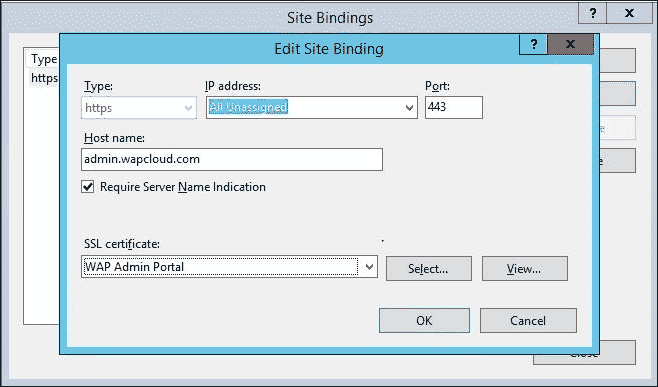 Site Bindings
? X
Edit Site Binding
? X
Type
https
Type: IP address: Port:
https All Unassigned 443
Host name:
admin.wapcloud.com
Require Server Name Indication
SSL certificate:
WAP Admin Portal Select... View...
OK Cancel
Close